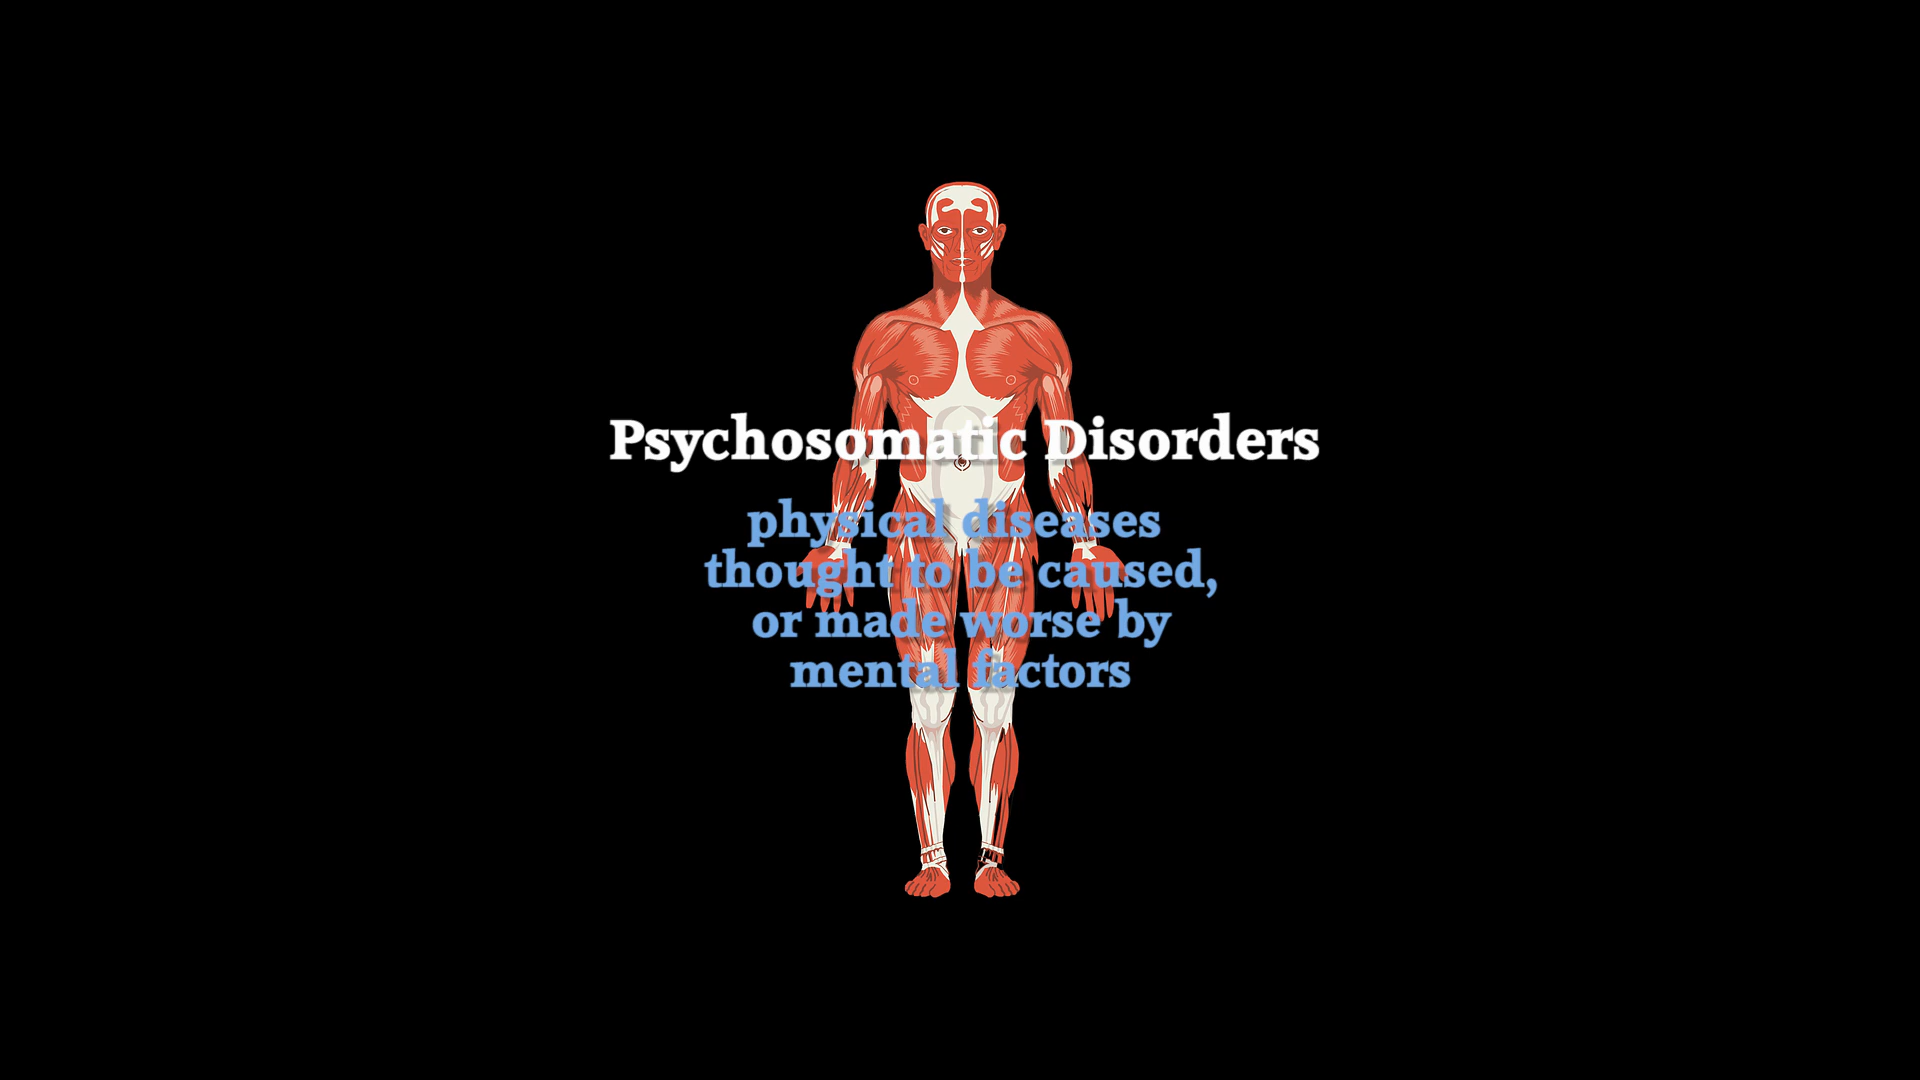 Psychosomatic Disorders
physical diseases
thought to be caused,
or made worse by
mental factors